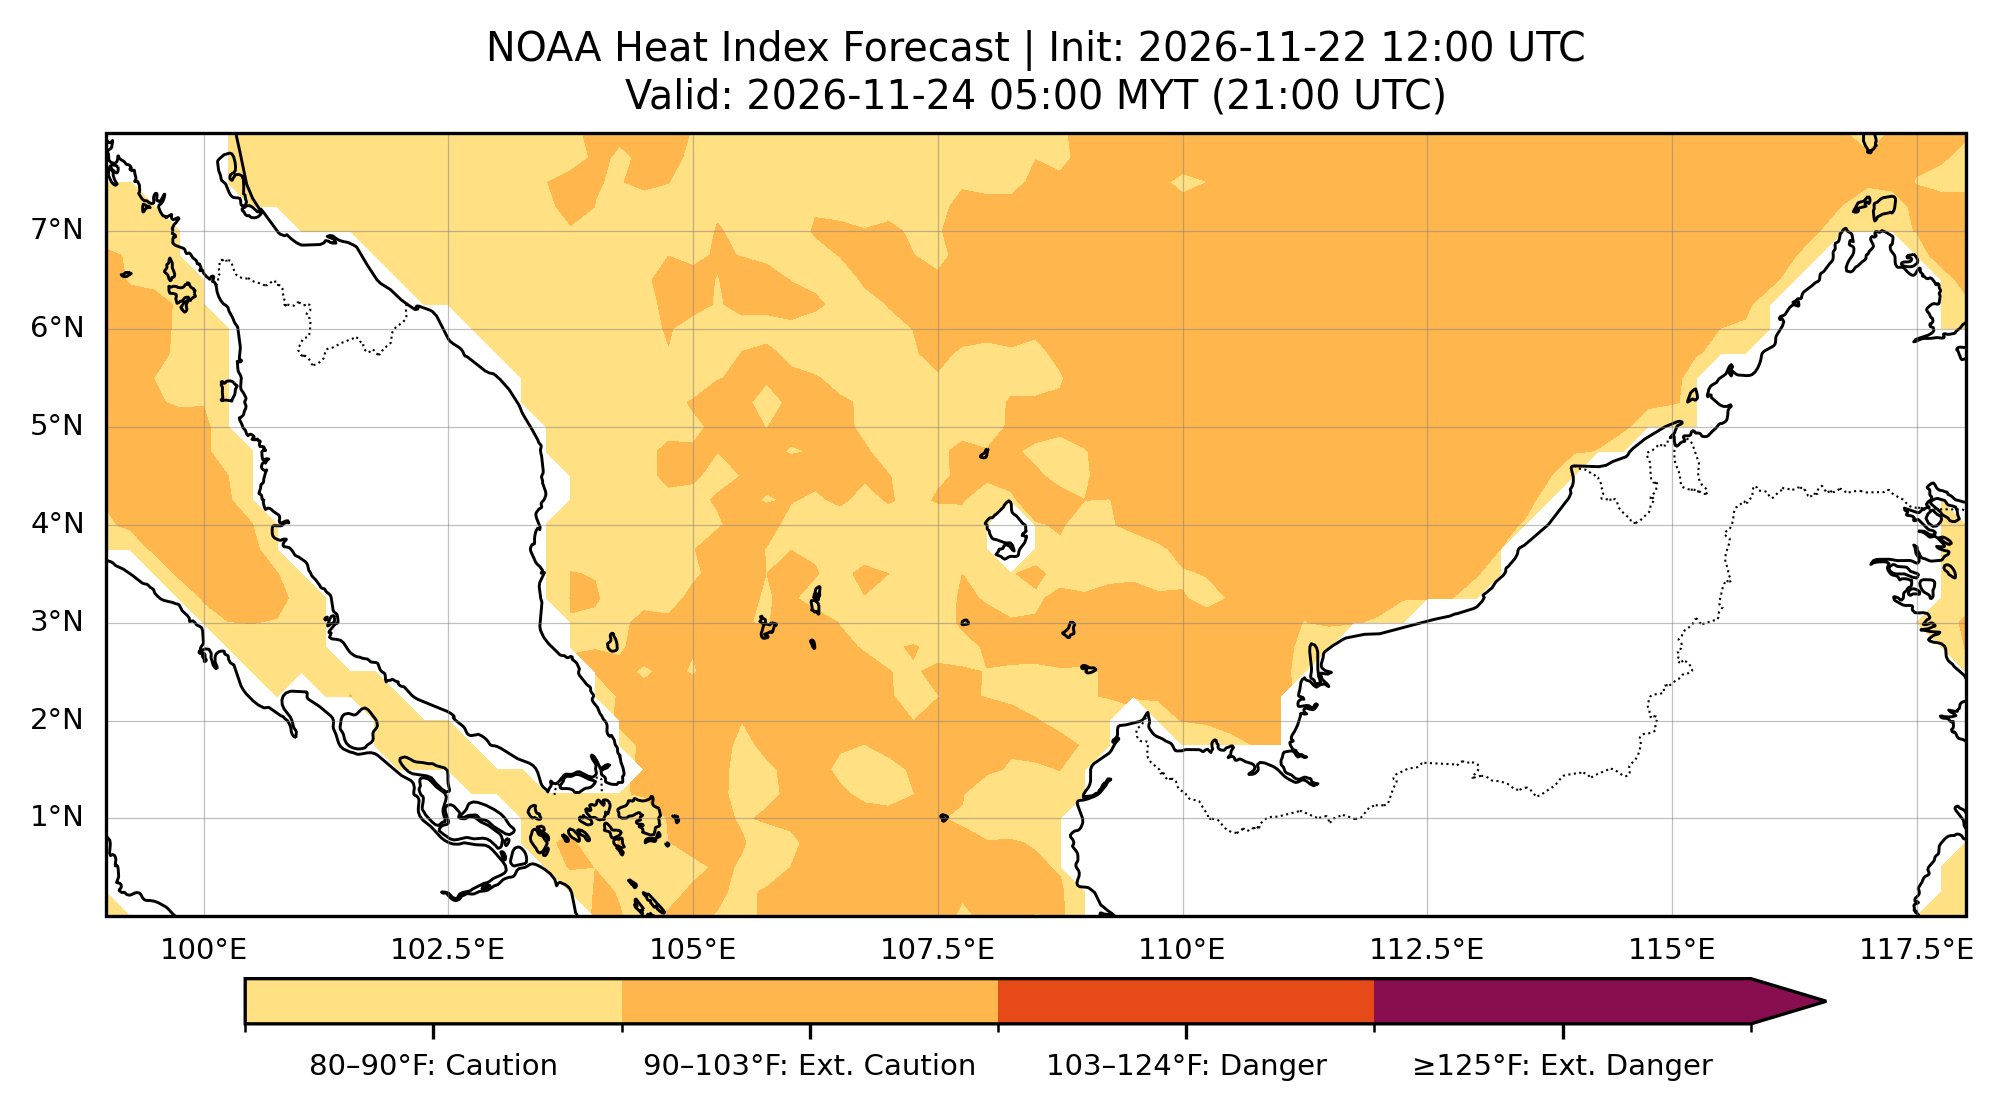 NOAA Heat Index Forecast | Init: 2026-11-22 12:00 UTC
Valid: 2026-11-24 05:00 MYT (21:00 UTC)
7°N
6°N
5°N
4°N
3°N
2°N
1°N
100°E 102.5°E 105°E 107.5°E 110°E 112.5°E 115°E 117.5°E
80–90°F: Caution 90–103°F: Ext. Caution 103–124°F: Danger ≥125°F: Ext. Danger